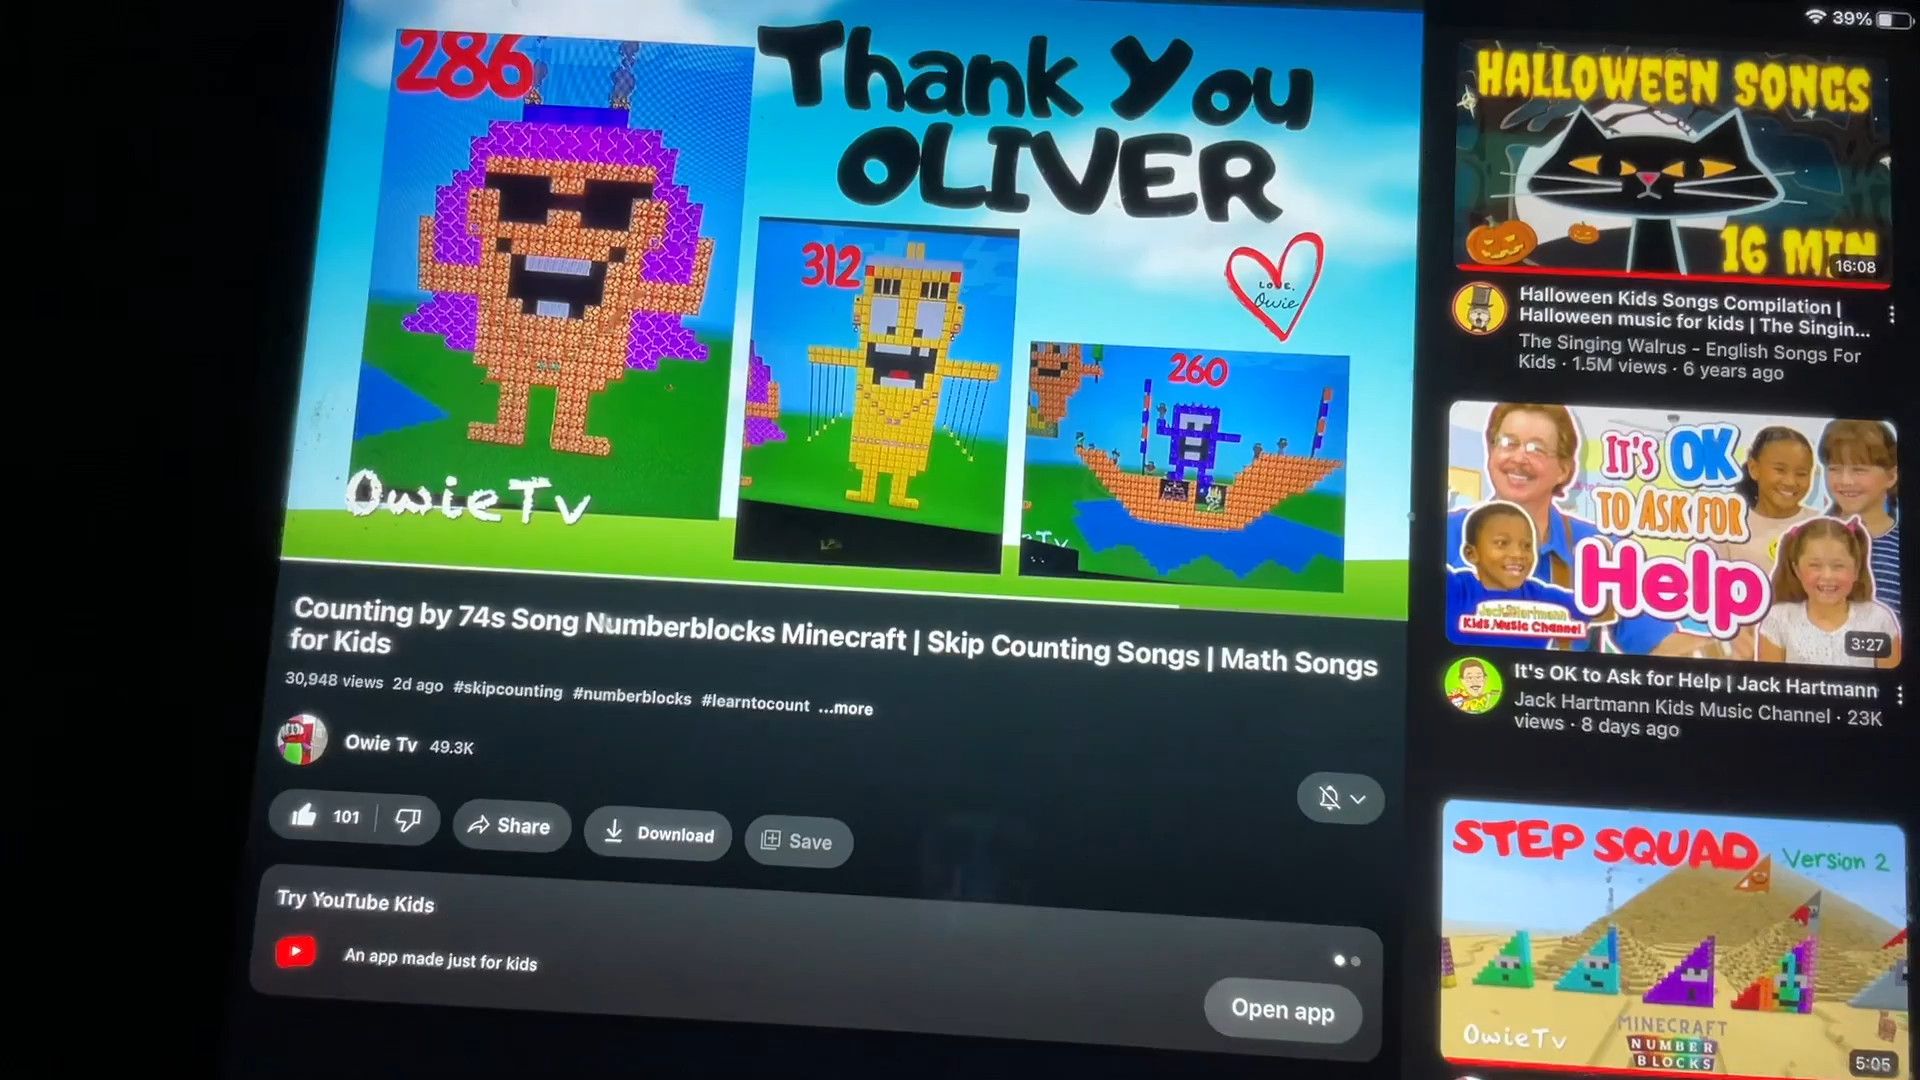 39%
286
Thank You
OLIVER
312
LOVE,
Owie
260
OwieTv
Counting by 74s Song Numberblocks Minecraft | Skip Counting Songs | Math Songs
for Kids
30,948 views 2d ago #skipcounting #numberblocks #learntocount ...more
Owie Tv 49.3K
101
Share
Download
Save
Try YouTube Kids
An app made just for kids
Open app
HALLOWEEN SONGS
16 MIN
16:08
Halloween Kids Songs Compilation |
Halloween music for kids | The Singin...
The Singing Walrus - English Songs For
Kids · 1.5M views · 6 years ago
IT'S OK
TO ASK FOR
Help
Jack Hartmann
Kids Music Channel
3:27
It's OK to Ask for Help | Jack Hartmann
Jack Hartmann Kids Music Channel · 23K
views · 8 days ago
STEP SQUAD Version 2
OwieTv
MINECRAFT
NUMBER
BLOCKS
5:05